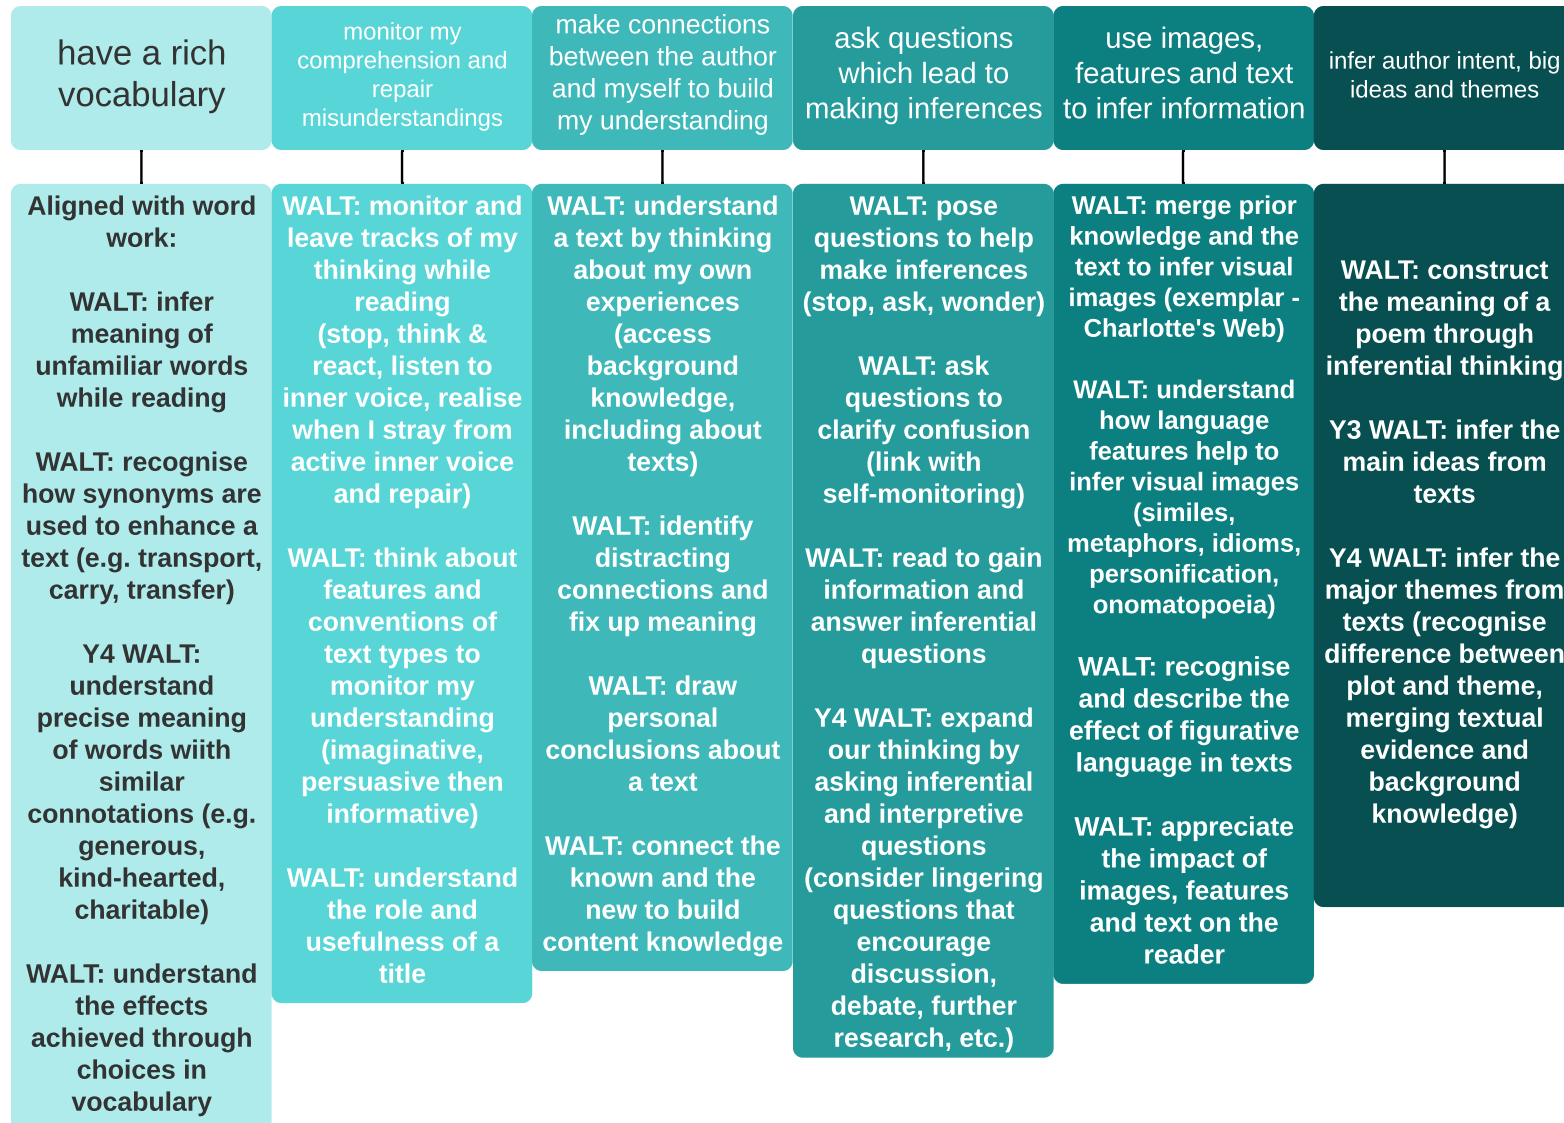 have a rich
vocabulary
monitor my
comprehension and
repair
misunderstandings
make connections
between the author
and myself to build
my understanding
ask questions
which lead to
making inferences
use images,
features and text
to infer information
infer author intent, big
ideas and themes
Aligned with word
work:
WALT: infer
meaning of
unfamiliar words
while reading
WALT: recognise
how synonyms are
used to enhance a
text (e.g. transport,
carry, transfer)
Y4 WALT:
understand
precise meaning
of words wiith
similar
connotations (e.g.
generous,
kind-hearted,
charitable)
WALT: understand
the effects
achieved through
choices in
vocabulary
WALT: monitor and
leave tracks of my
thinking while
reading
(stop, think &
react, listen to
inner voice, realise
when I stray from
active inner voice
and repair)
WALT: think about
features and
conventions of
text types to
monitor my
understanding
(imaginative,
persuasive then
informative)
WALT: understand
the role and
usefulness of a
title
WALT: understand
a text by thinking
about my own
experiences
(access
background
knowledge,
including about
texts)
WALT: identify
distracting
connections and
fix up meaning
WALT: draw
personal
conclusions about
a text
WALT: connect the
known and the
new to build
content knowledge
WALT: pose
questions to help
make inferences
(stop, ask, wonder)
WALT: ask
questions to
clarify confusion
(link with
self-monitoring)
WALT: read to gain
information and
answer inferential
questions
Y4 WALT: expand
our thinking by
asking inferential
and interpretive
questions
(consider lingering
questions that
encourage
discussion,
debate, further
research, etc.)
WALT: merge prior
knowledge and the
text to infer visual
images (exemplar -
Charlotte's Web)
WALT: understand
how language
features help to
infer visual images
(similes,
metaphors, idioms,
personification,
onomatopoeia)
WALT: recognise
and describe the
effect of figurative
language in texts
WALT: appreciate
the impact of
images, features
and text on the
reader
WALT: construct
the meaning of a
poem through
inferential thinking
Y3 WALT: infer the
main ideas from
texts
Y4 WALT: infer the
major themes from
texts (recognise
difference between
plot and theme,
merging textual
evidence and
background
knowledge)